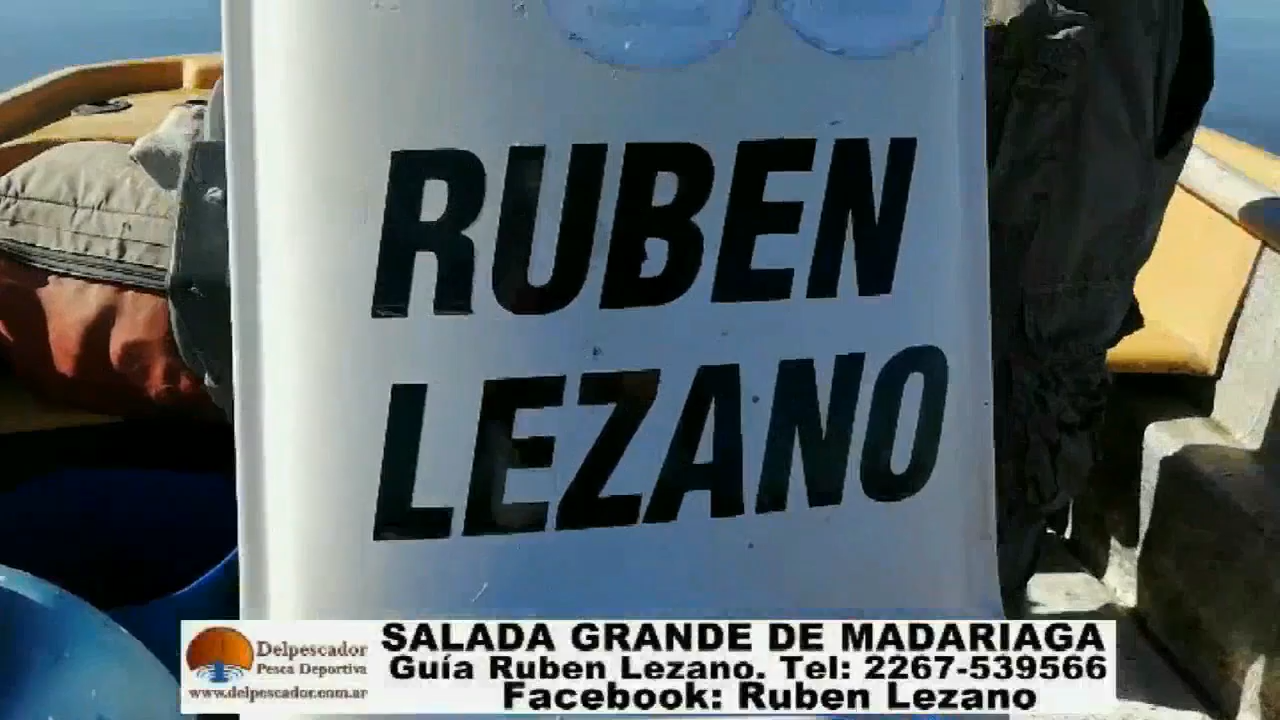 RUBEN
LEZANO
Delpescador
Pesca Deportiva
www.delpescador.com.ar
SALADA GRANDE DE MADARIAGA
Guía Ruben Lezano. Tel: 2267-539566
Facebook: Ruben Lezano